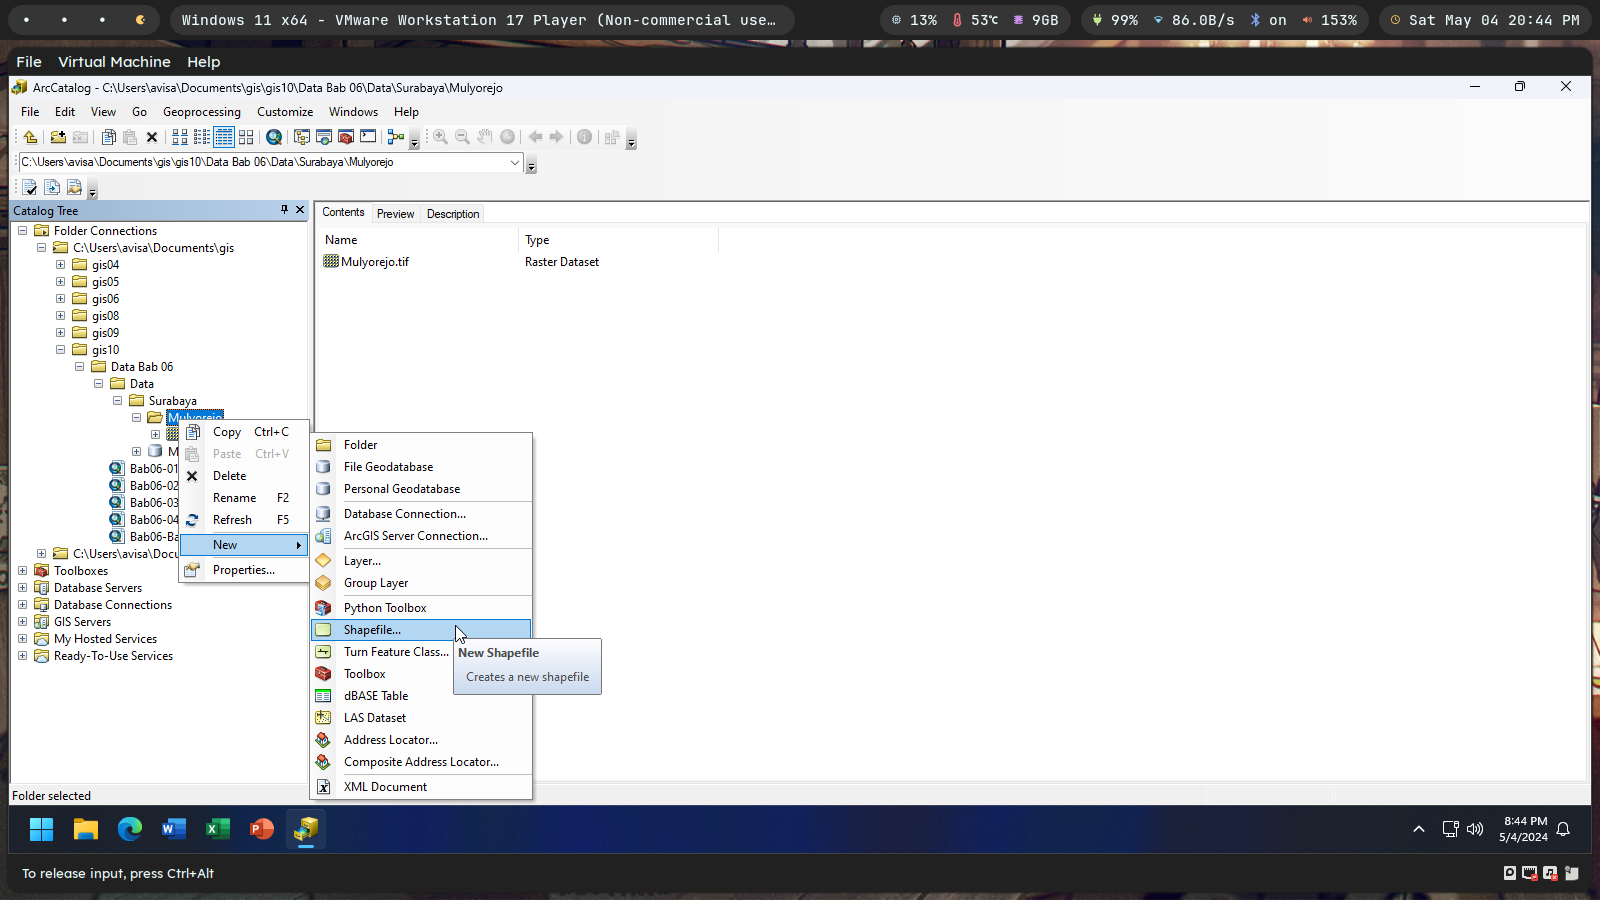 Windows 11 x64 - VMware Workstation 17 Player (Non-commercial use…
13% 53℃ 9GB
99% 86.0B/s on 153%
Sat May 04 20:44 PM
File Virtual Machine Help
ArcCatalog - C:\Users\avisa\Documents\gis\gis10\Data Bab 06\Data\Surabaya\Mulyorejo
File Edit View Go Geoprocessing Customize Windows Help
C:\Users\avisa\Documents\gis\gis10\Data Bab 06\Data\Surabaya\Mulyorejo
Catalog Tree
Folder Connections
C:\Users\avisa\Documents\gis
gis04
gis05
gis06
gis08
gis09
gis10
Data Bab 06
Data
Surabaya
Mulyorejo
M
Bab06-01
Bab06-02
Bab06-03
Bab06-04
Bab06-Ba
C:\Users\avisa\Docu
Toolboxes
Database Servers
Database Connections
GIS Servers
My Hosted Services
Ready-To-Use Services
Contents Preview Description
Name Type
Mulyorejo.tif Raster Dataset
Copy Ctrl+C
Paste Ctrl+V
Delete
Rename F2
Refresh F5
New
Properties...
Folder
File Geodatabase
Personal Geodatabase
Database Connection...
ArcGIS Server Connection...
Layer...
Group Layer
Python Toolbox
Shapefile...
Turn Feature Class...
Toolbox
dBASE Table
LAS Dataset
Address Locator...
Composite Address Locator...
XML Document
New Shapefile
Creates a new shapefile
Folder selected
8:44 PM
5/4/2024
To release input, press Ctrl+Alt